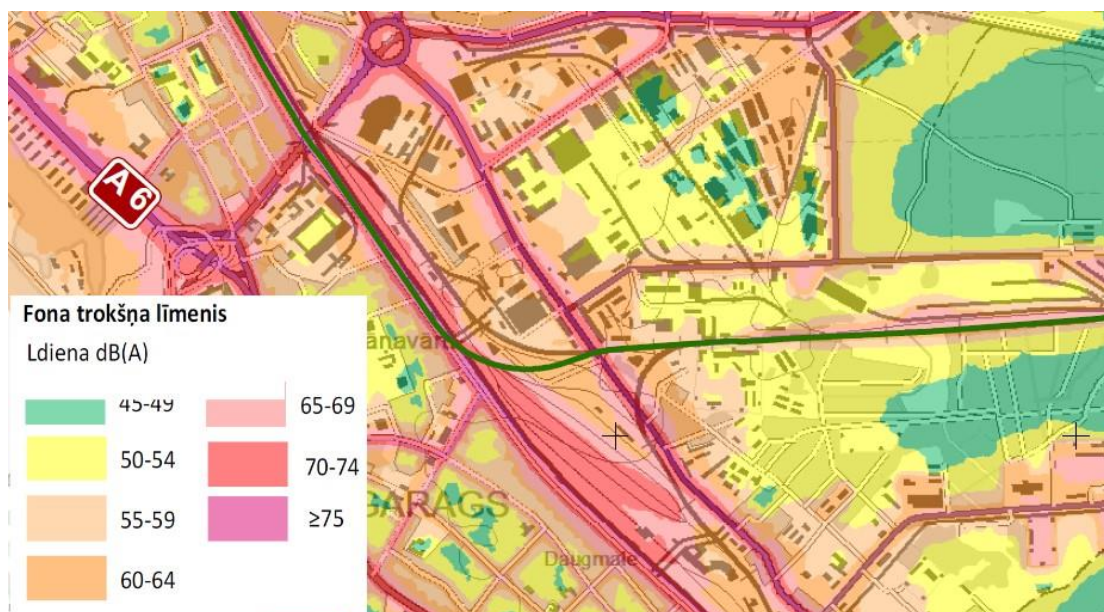 A 6
Fona trokšņa līmenis
Ldiena dB(A)
45-49
50-54
55-59
60-64
65-69
70-74
≥75
Daugmale